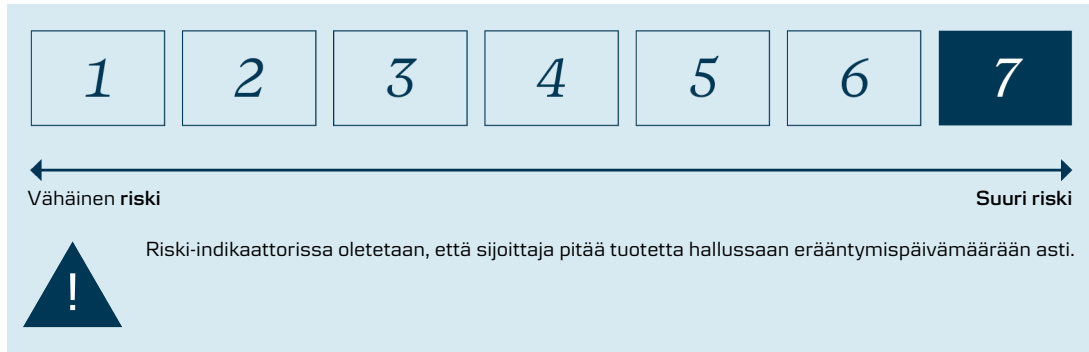 1 2 3 4 5 6 7
Vähäinen riski Suuri riski
! Riski-indikaattorissa oletetaan, että sijoittaja pitää tuotetta hallussaan erääntymispäivämäärään asti.